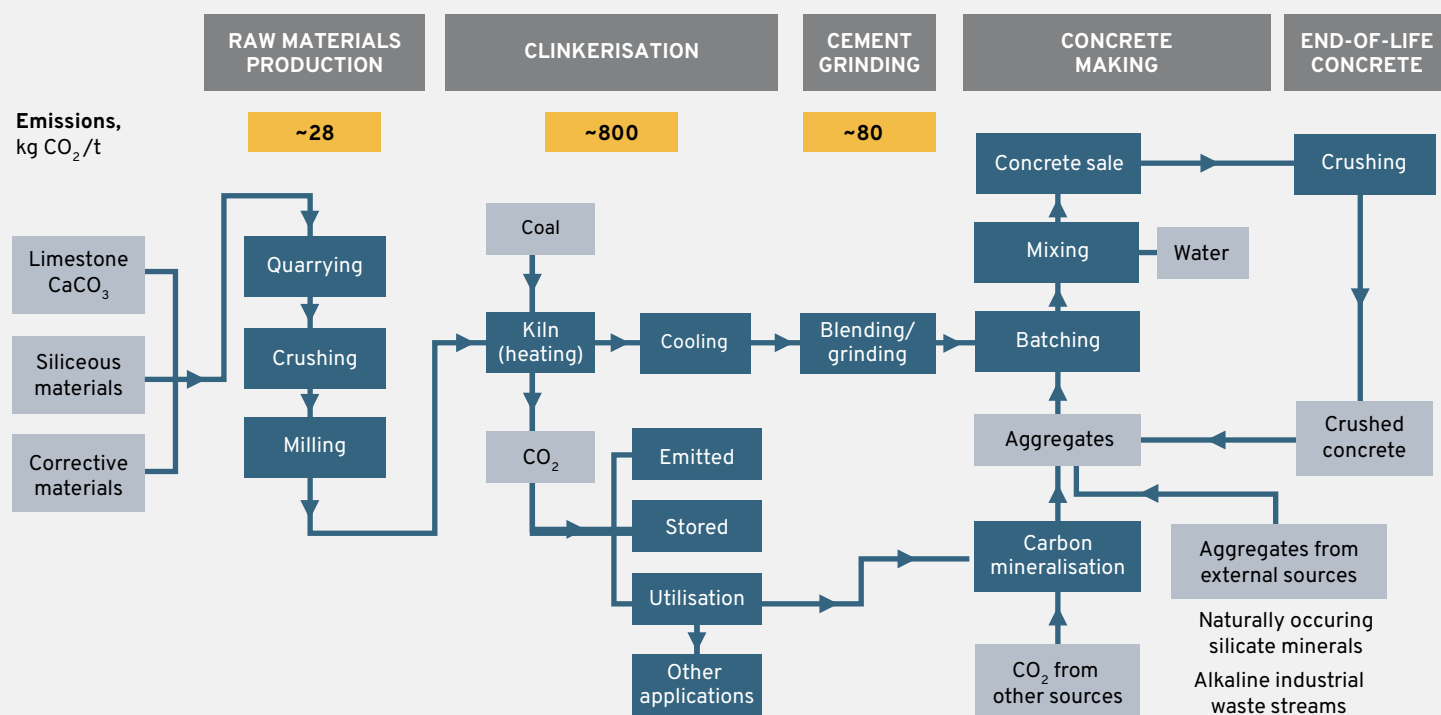 RAW MATERIALS
PRODUCTION
CLINKERISATION
CEMENT
GRINDING
CONCRETE
MAKING
END-OF-LIFE
CONCRETE
Emissions,
kg CO₂/t
~28
~800
~80
Limestone
CaCO₃
Siliceous
materials
Corrective
materials
Quarrying
Crushing
Milling
Coal
Kiln
(heating)
CO₂
Cooling
Emitted
Stored
Utilisation
Other
applications
Blending/
grinding
Concrete sale
Mixing
Water
Batching
Aggregates
Carbon
mineralisation
CO₂ from
other sources
Crushing
Crushed
concrete
Aggregates from
external sources
Naturally occuring
silicate minerals
Alkaline industrial
waste streams